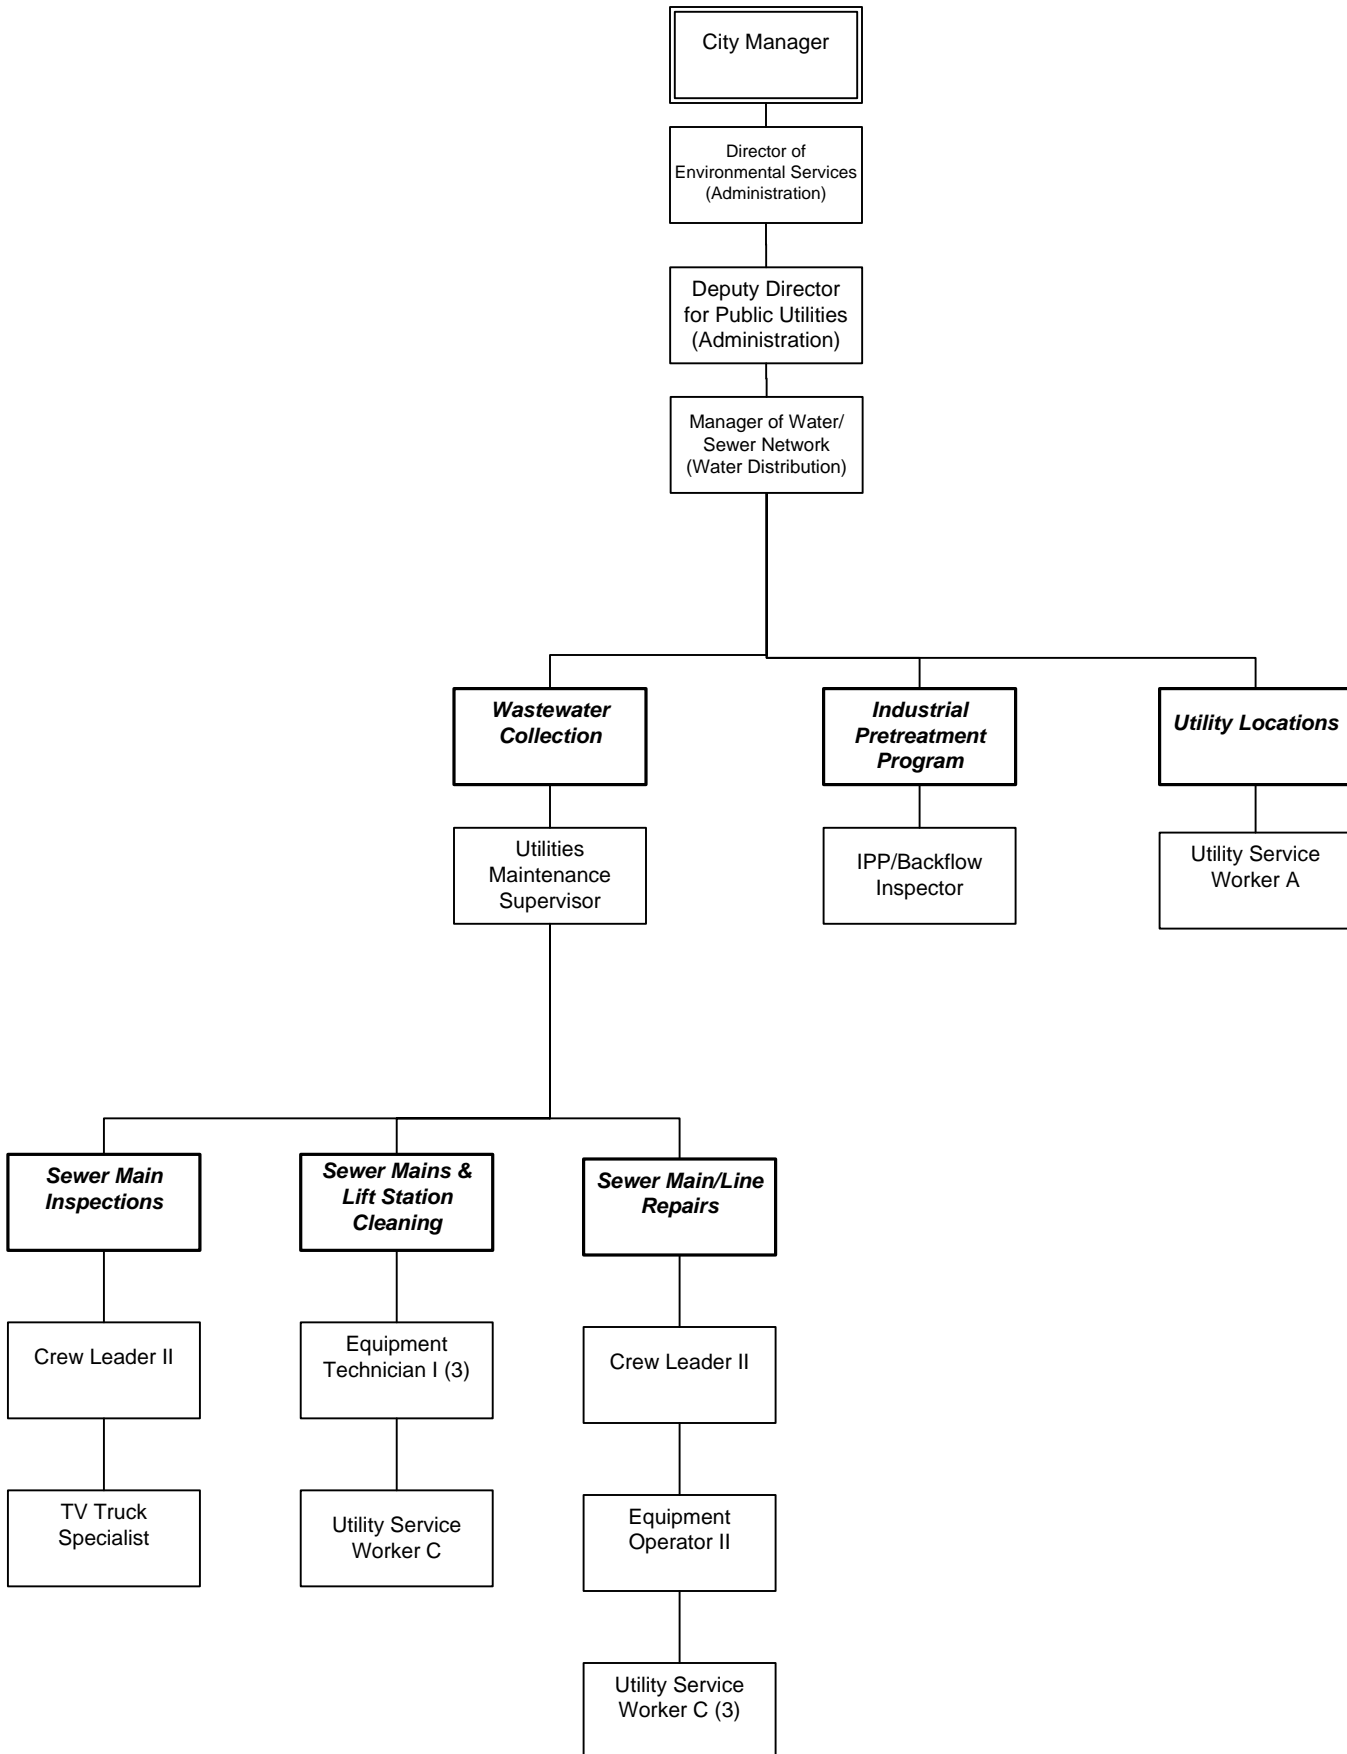 City Manager
Director of
Environmental Services
(Administration)
Deputy Director
for Public Utilities
(Administration)
Manager of Water/
Sewer Network
(Water Distribution)
Wastewater
Collection
Industrial
Pretreatment
Program
Utility Locations
Utilities
Maintenance
Supervisor
IPP/Backflow
Inspector
Utility Service
Worker A
Sewer Main
Inspections
Sewer Mains &
Lift Station
Cleaning
Sewer Main/Line
Repairs
Crew Leader II
Equipment
Technician I (3)
Crew Leader II
TV Truck
Specialist
Utility Service
Worker C
Equipment
Operator II
Utility Service
Worker C (3)